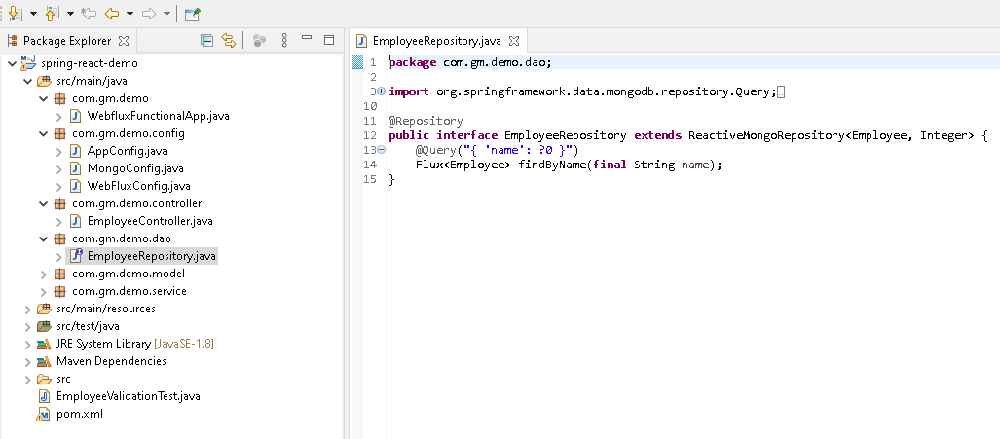 Package Explorer
spring-react-demo
src/main/java
com.gm.demo
WebfluxFunctionalApp.java
com.gm.demo.config
AppConfig.java
MongoConfig.java
WebFluxConfig.java
com.gm.demo.controller
EmployeeController.java
com.gm.demo.dao
EmployeeRepository.java
com.gm.demo.model
com.gm.demo.service
src/main/resources
src/test/java
JRE System Library [JavaSE-1.8]
Maven Dependencies
src
EmployeeValidationTest.java
pom.xml
EmployeeRepository.java
1 package com.gm.demo.dao;
2
3 import org.springframework.data.mongodb.repository.Query;
10
11 @Repository
12 public interface EmployeeRepository extends ReactiveMongoRepository<Employee, Integer> {
13 @Query("{ 'name': ?0 }")
14 Flux<Employee> findByName(final String name);
15 }